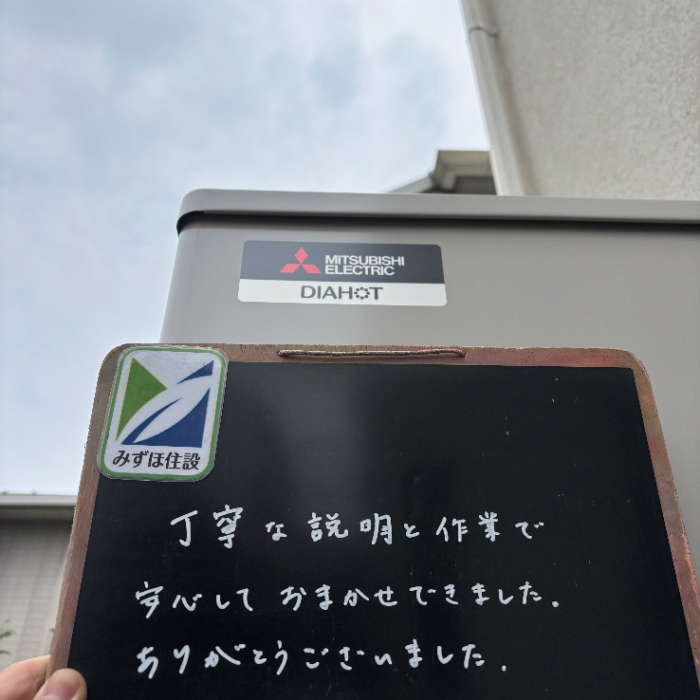 MITSUBISHI
ELECTRIC
DIAHOT
みずほ住設
丁寧な説明と作業で
安心しておまかせできました。
ありがとうございました。